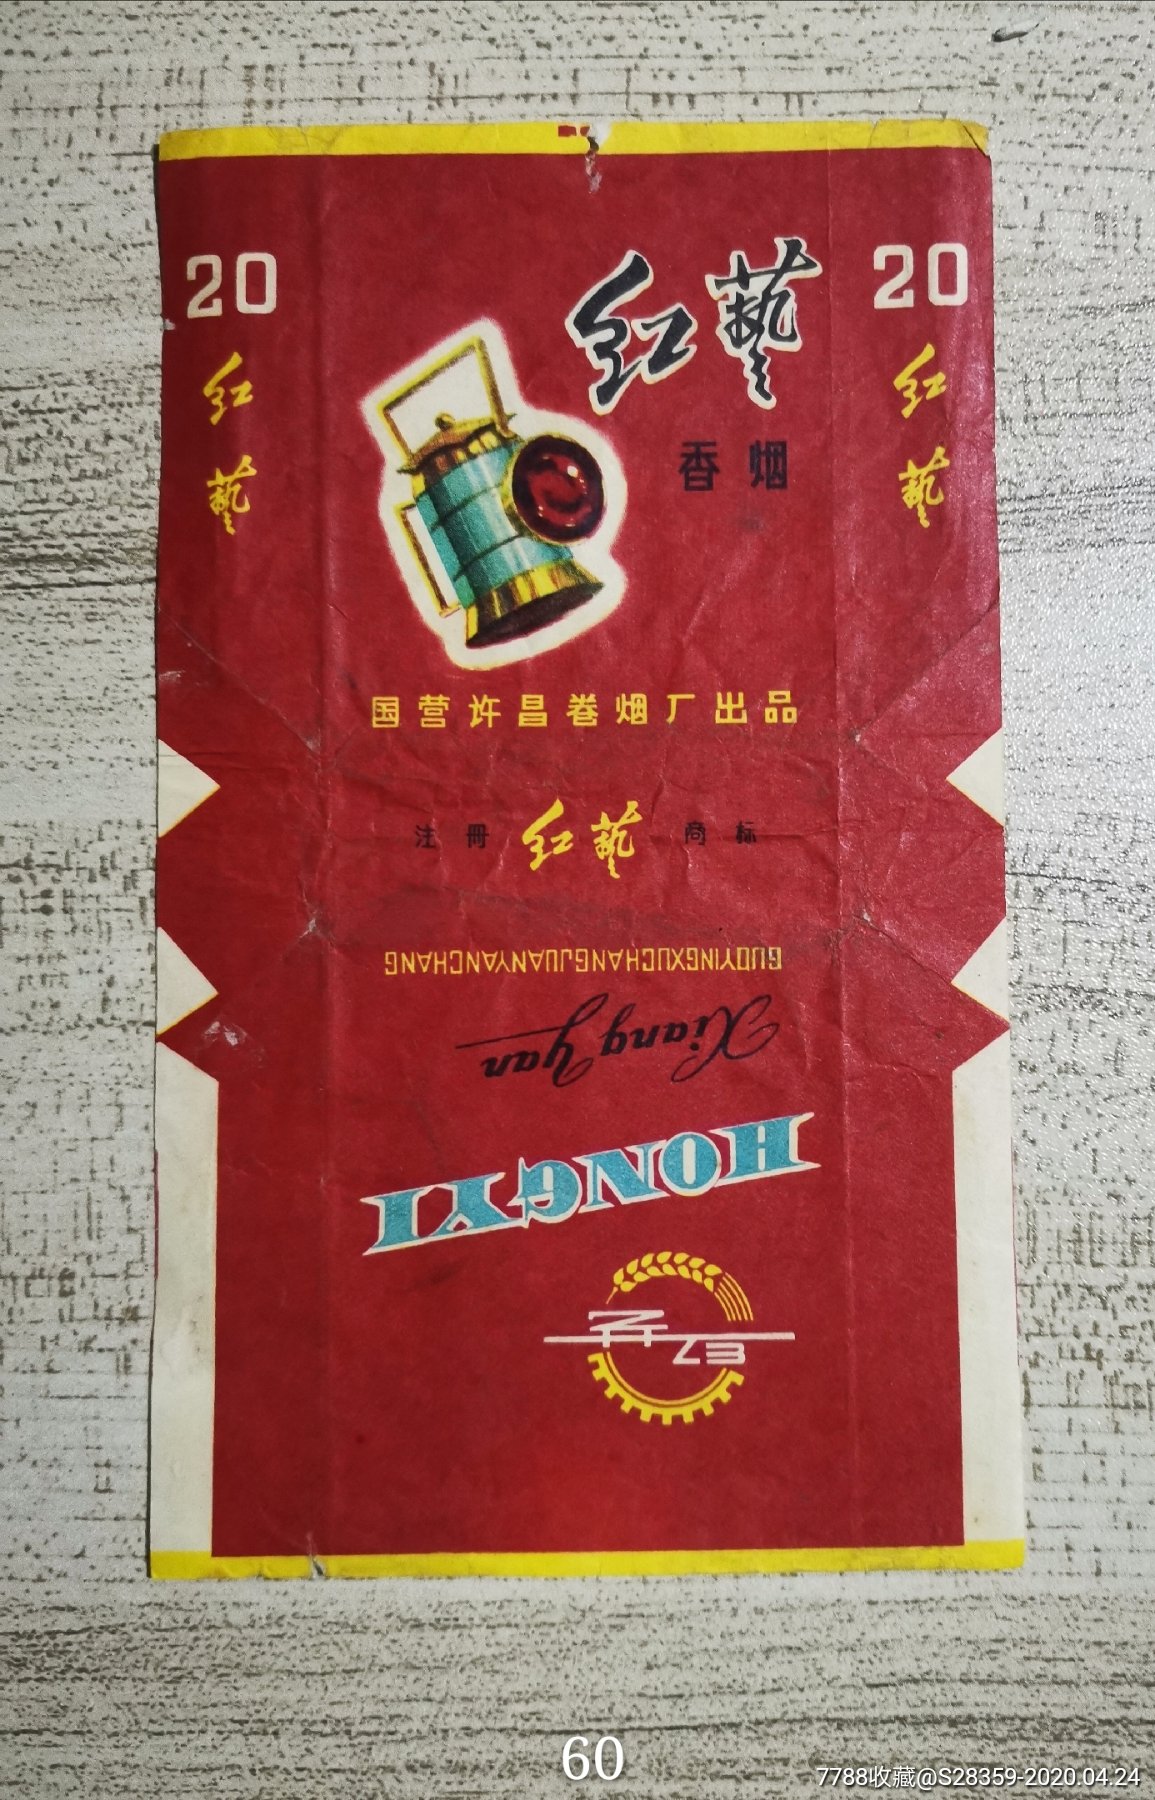 20
红藝
20
红
藝
红
藝
香烟
国营许昌卷烟厂出品
注冊 红藝 商标
GUOYINGXUCHANGJUANYANCHANG
Xiang Yan
HONGYI
60
7788收藏@S28359-2020.04.24